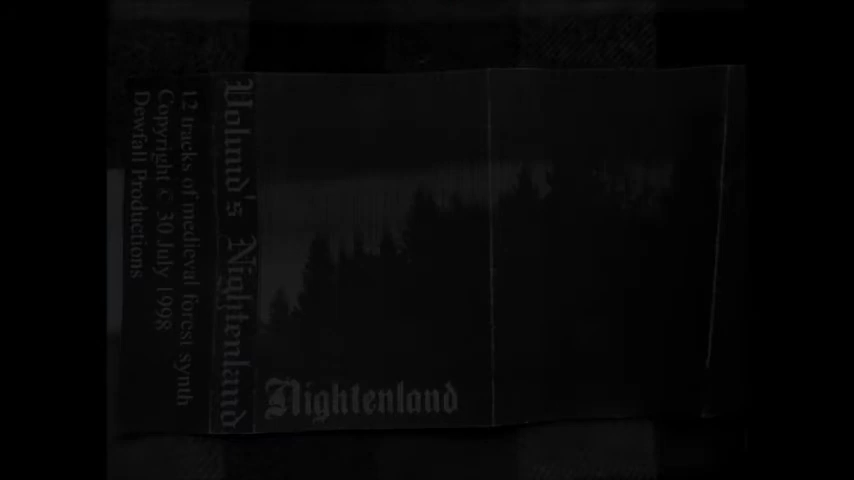 12 tracks of medieval forest synth
Copyright © 30 July 1998
Dewfall Productions
Volund's Nightenland
Nightenland